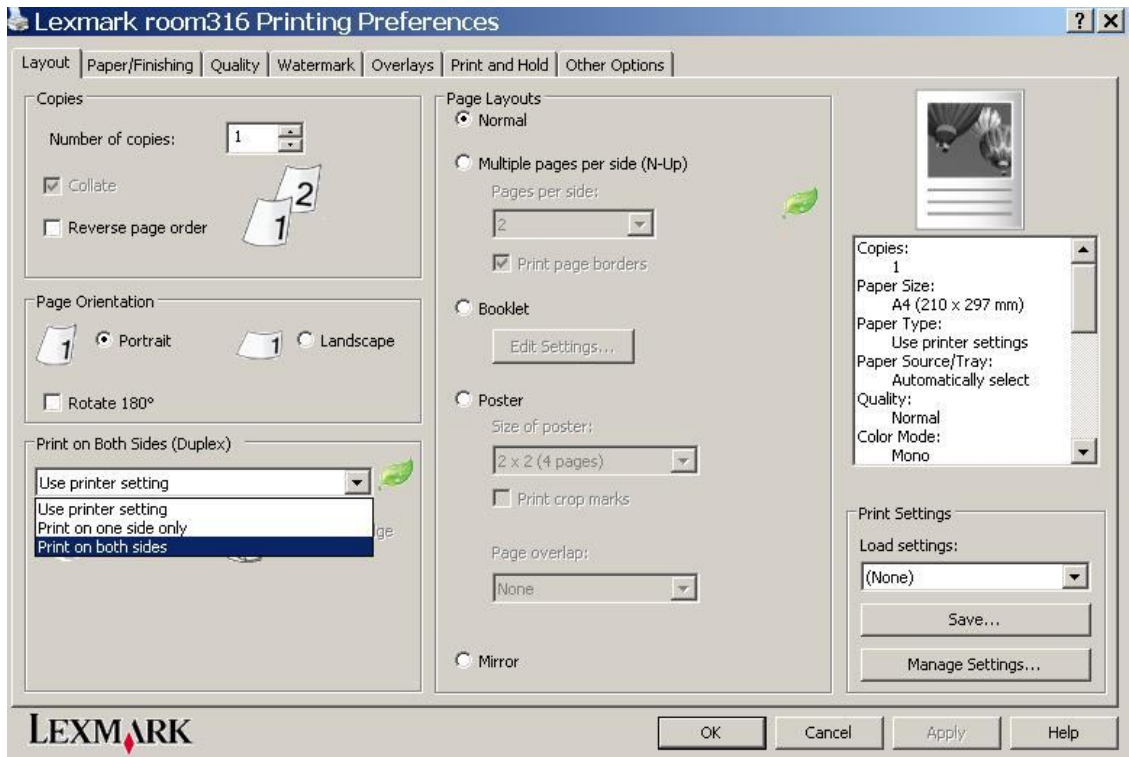 Lexmark room316 Printing Preferences
Layout
Paper/Finishing
Quality
Watermark
Overlays
Print and Hold
Other Options
Copies
Number of copies:
1
Collate
Reverse page order
1
2
Page Orientation
1
Portrait
1
Landscape
Rotate 180°
Print on Both Sides (Duplex)
Use printer setting
Use printer setting
Print on one side only
Print on both sides
Page Layouts
Normal
Multiple pages per side (N-Up)
Pages per side:
2
Print page borders
Booklet
Edit Settings...
Poster
Size of poster:
2 x 2 (4 pages)
Print crop marks
Page overlap:
None
Mirror
Copies:
1
Paper Size:
A4 (210 x 297 mm)
Paper Type:
Use printer settings
Paper Source/Tray:
Automatically select
Quality:
Normal
Color Mode:
Mono
Print Settings
Load settings:
(None)
Save...
Manage Settings...
LEXMARK
OK
Cancel
Apply
Help